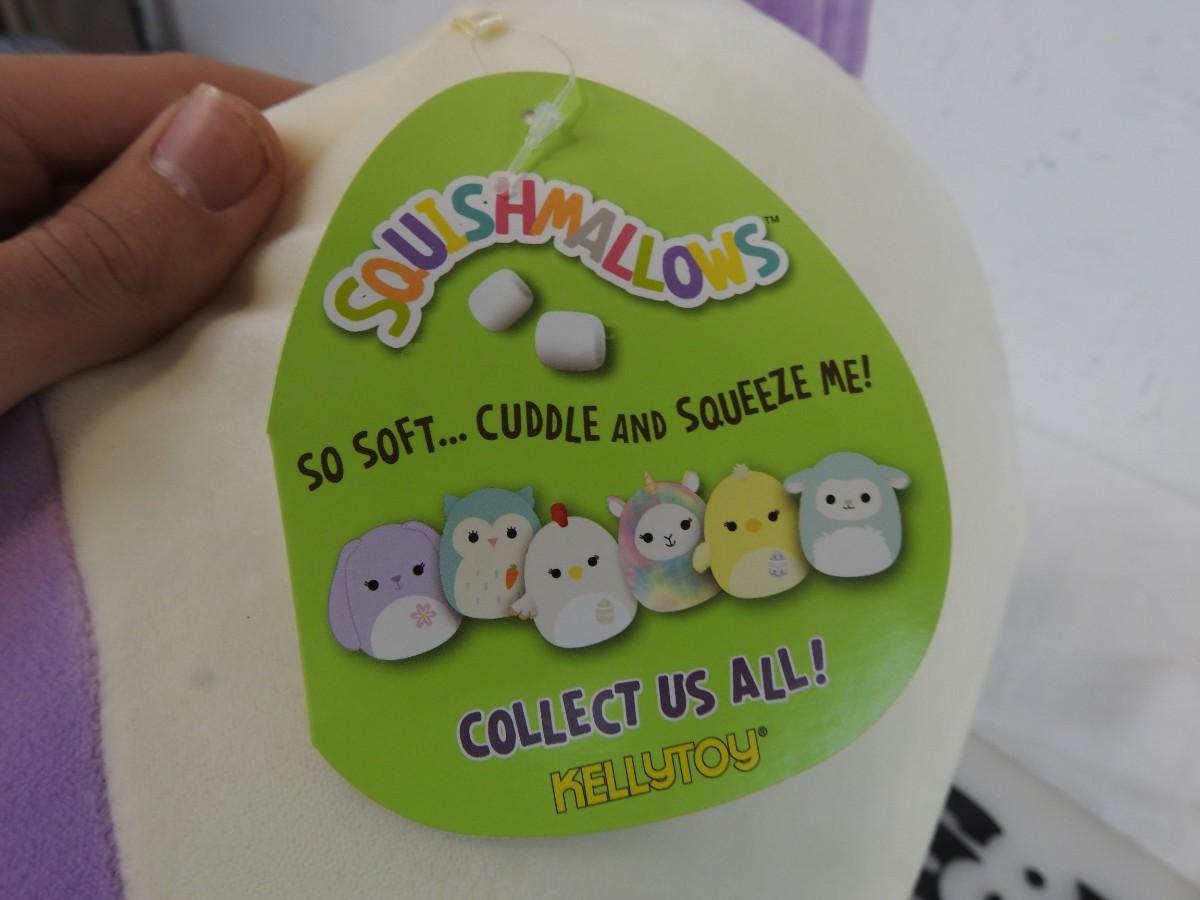 SQUISHMALLOWS™
SO SOFT... CUDDLE AND SQUEEZE ME!
COLLECT US ALL!
KELLYTOY®